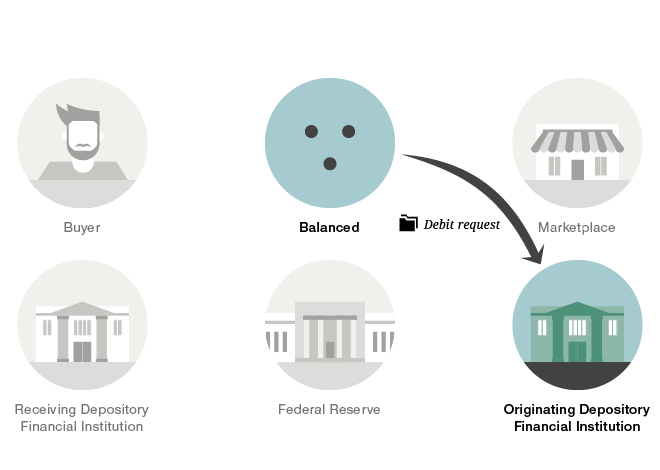 Buyer
Balanced
Debit request
Marketplace
Receiving Depository
Financial Institution
Federal Reserve
Originating Depository
Financial Institution